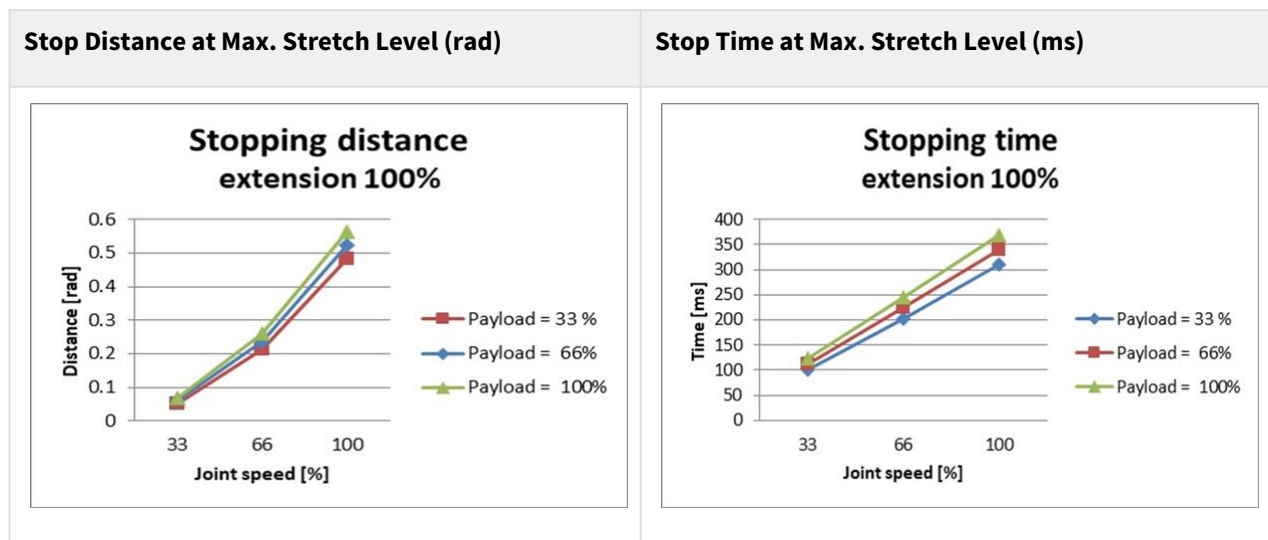 Stop Distance at Max. Stretch Level (rad)
Stop Time at Max. Stretch Level (ms)
Stopping distance
extension 100%
0.6
0.5
0.4
0.3
0.2
0.1
0
Distance [rad]
33 66 100
Joint speed [%]
Payload = 33 %
Payload = 66%
Payload = 100%
Stopping time
extension 100%
400
350
300
250
200
150
100
50
0
Time [ms]
33 66 100
Joint speed [%]
Payload = 33 %
Payload = 66%
Payload = 100%